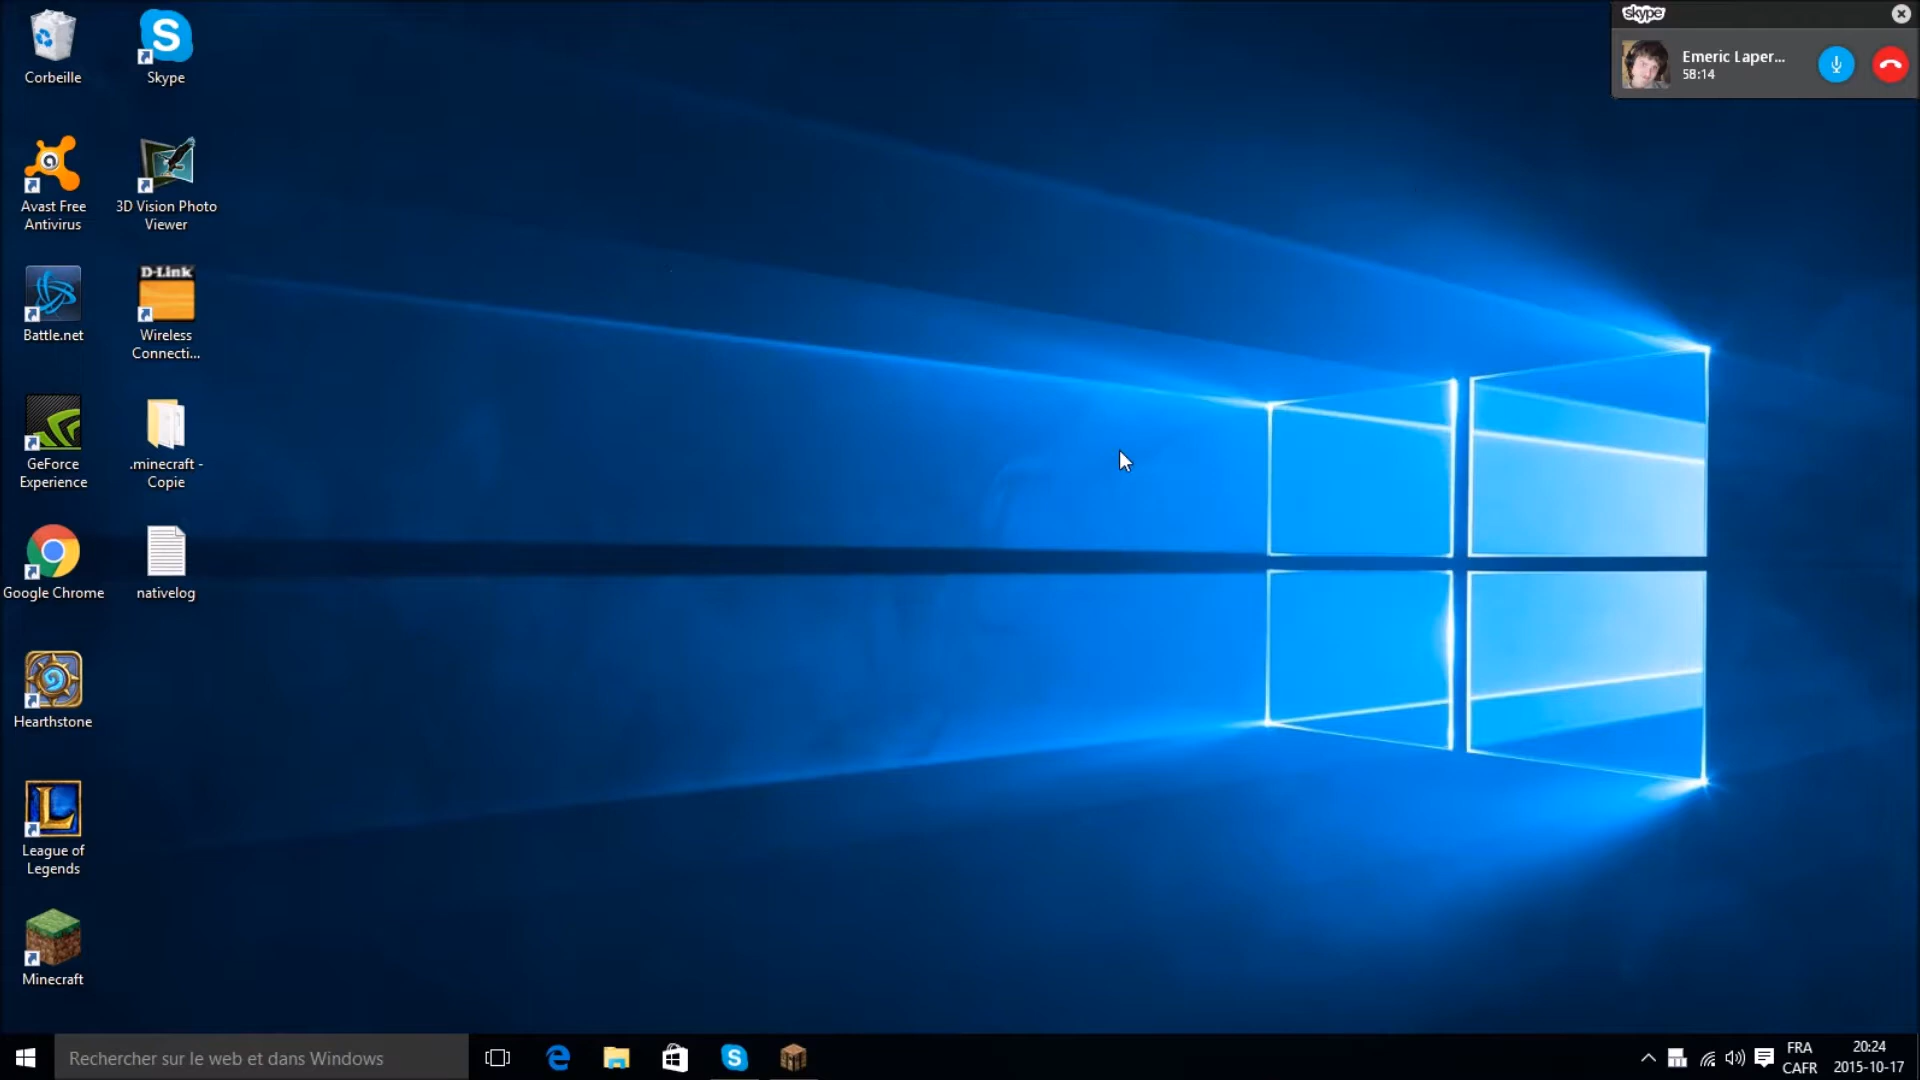 Corbeille
Skype
Avast Free
Antivirus
3D Vision Photo
Viewer
Battle.net
D-Link
Wireless
Connecti...
GeForce
Experience
.minecraft -
Copie
Google Chrome
nativelog
Hearthstone
League of
Legends
Minecraft
skype
Emeric Laper...
58:14
Rechercher sur le web et dans Windows
FRA
CAFR
20:24
2015-10-17